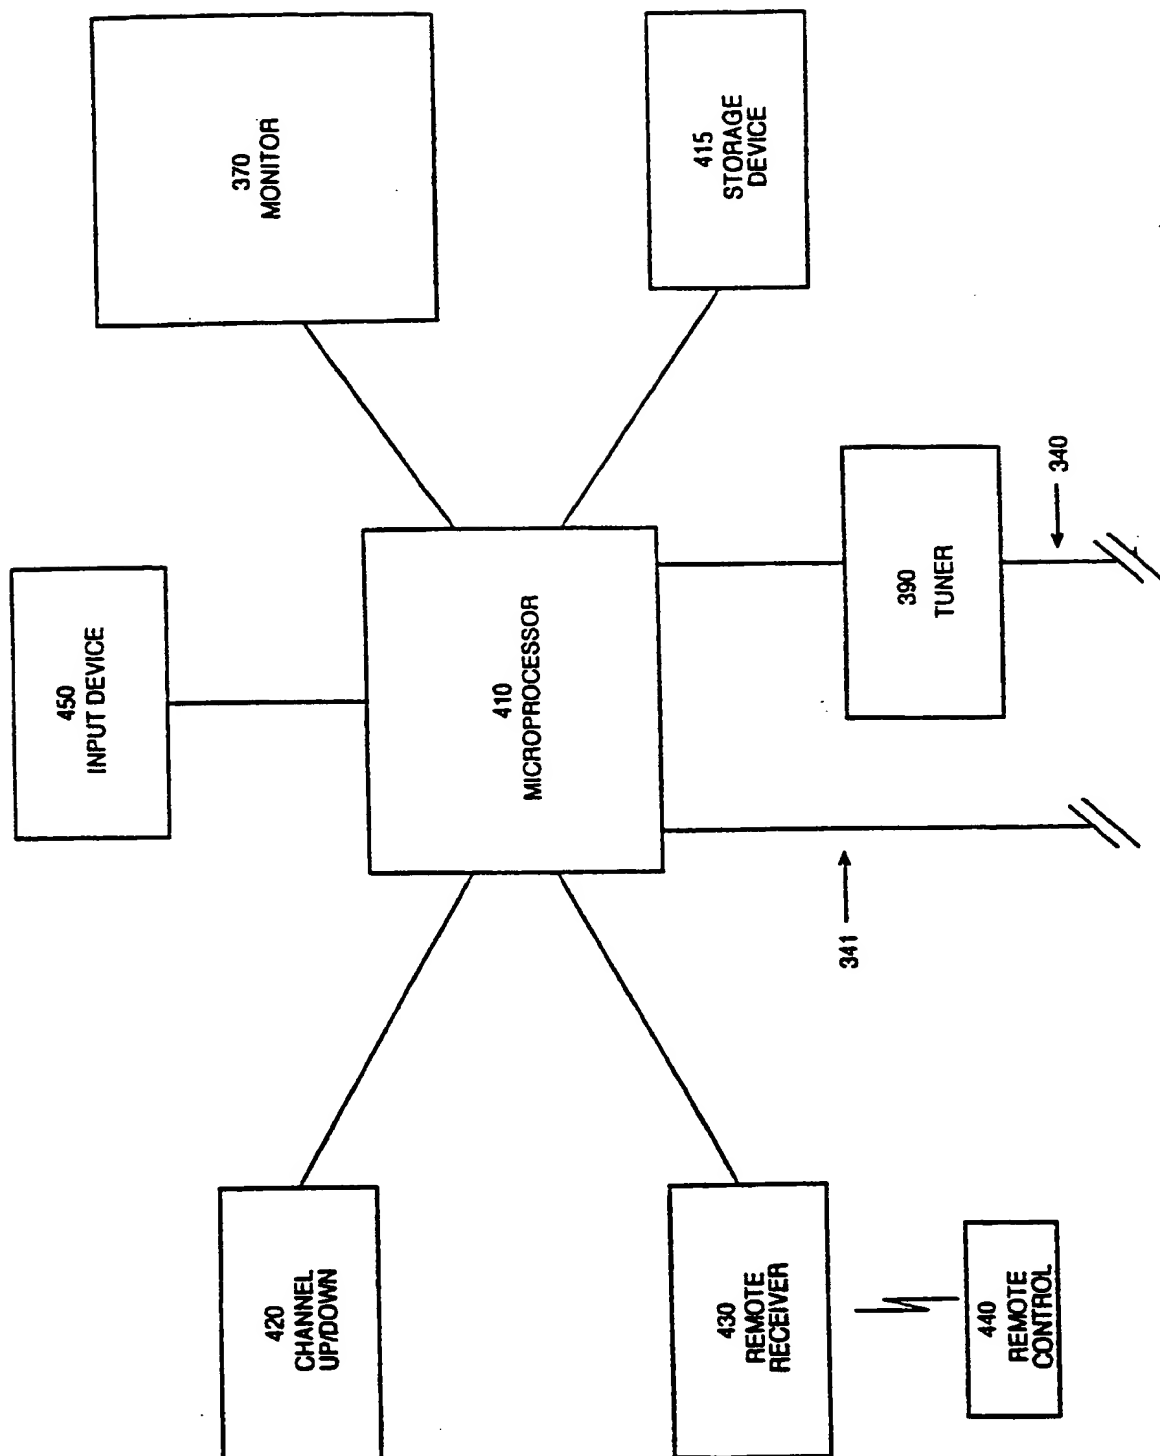 370
MONITOR
415
STORAGE
DEVICE
450
INPUT DEVICE
410
MICROPROCESSOR
390
TUNER
340
341
420
CHANNEL
UP/DOWN
430
REMOTE
RECEIVER
440
REMOTE
CONTROL